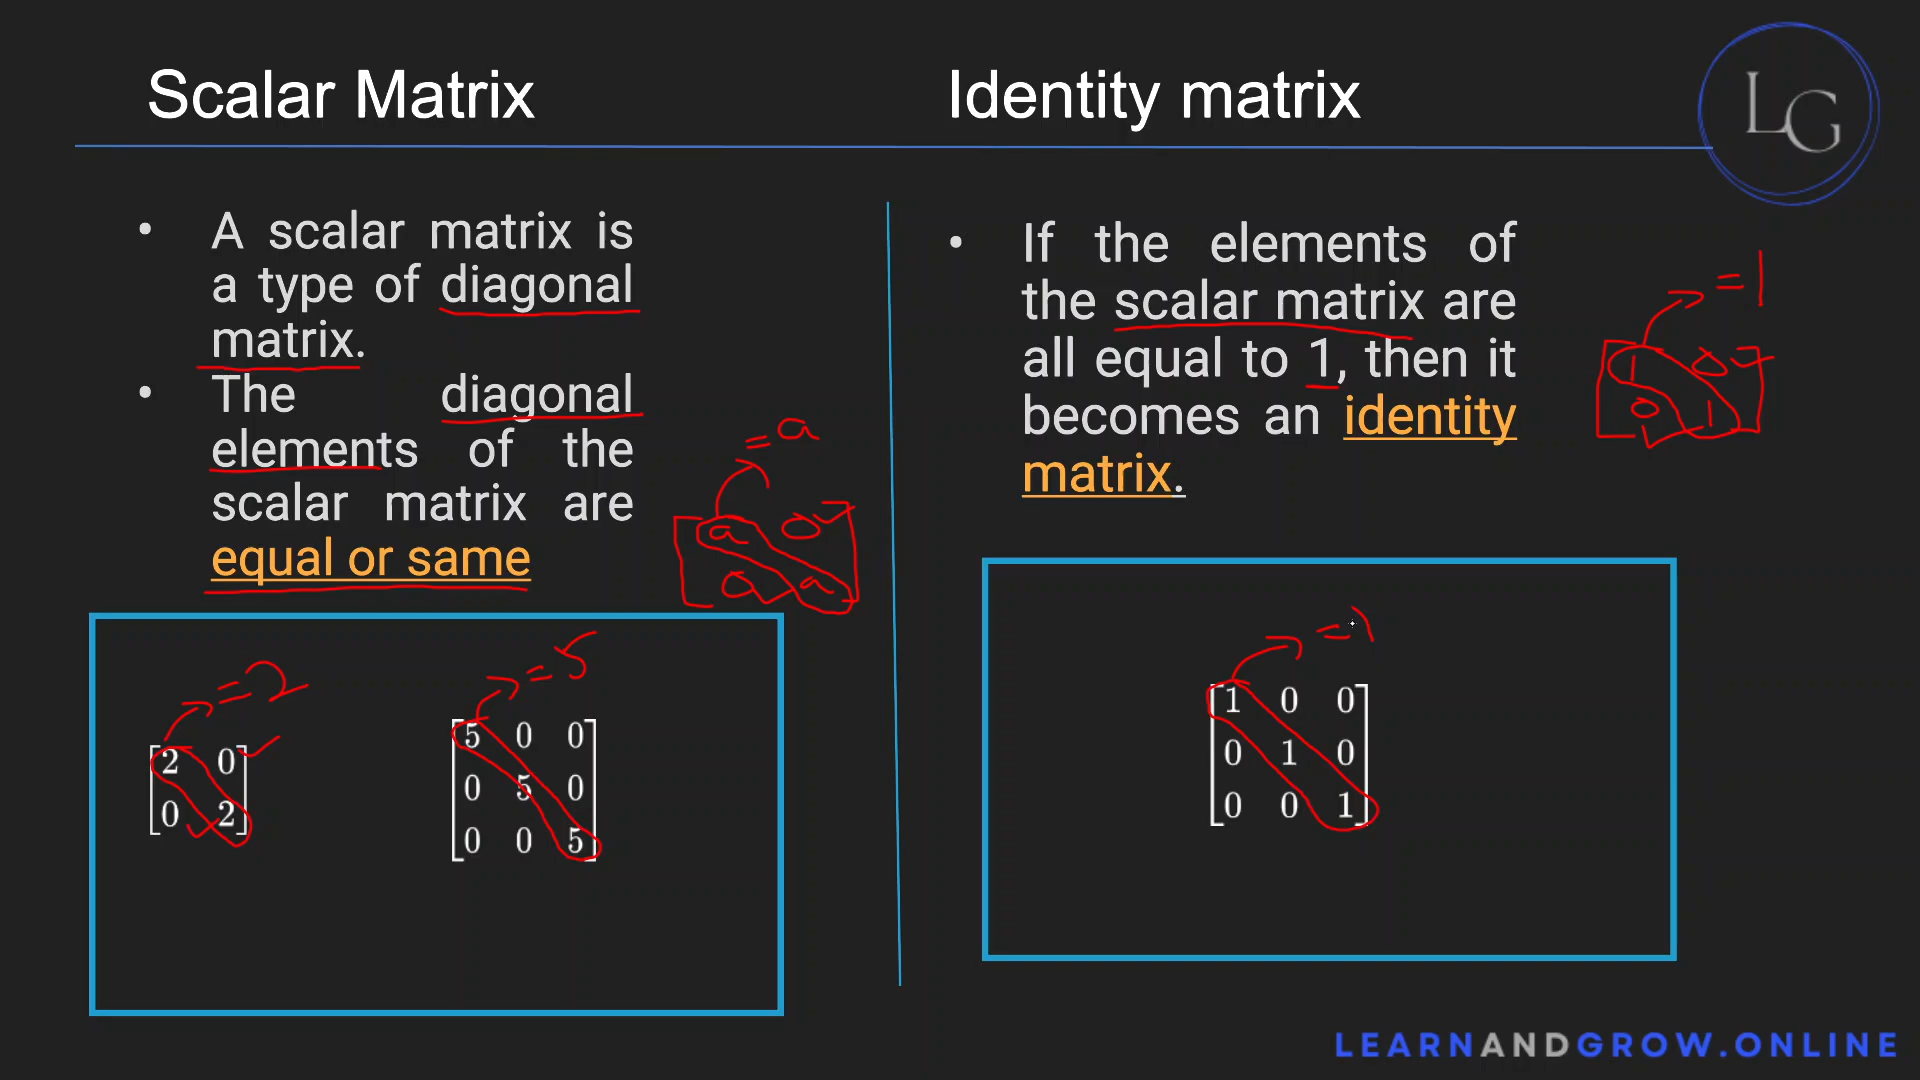 Scalar Matrix
• A scalar matrix is
a type of diagonal
matrix.
• The diagonal
elements of the
scalar matrix are
equal or same
= a
a 0
0 a
= 2
2 0
0 2
= 5
5 0 0
0 5 0
0 0 5
Identity matrix
• If the elements of
the scalar matrix are
all equal to 1, then it
becomes an identity
matrix.
= 1
1 0
0 1
=
1 0 0
0 1 0
0 0 1
LG
LEARNANDGROW.ONLINE